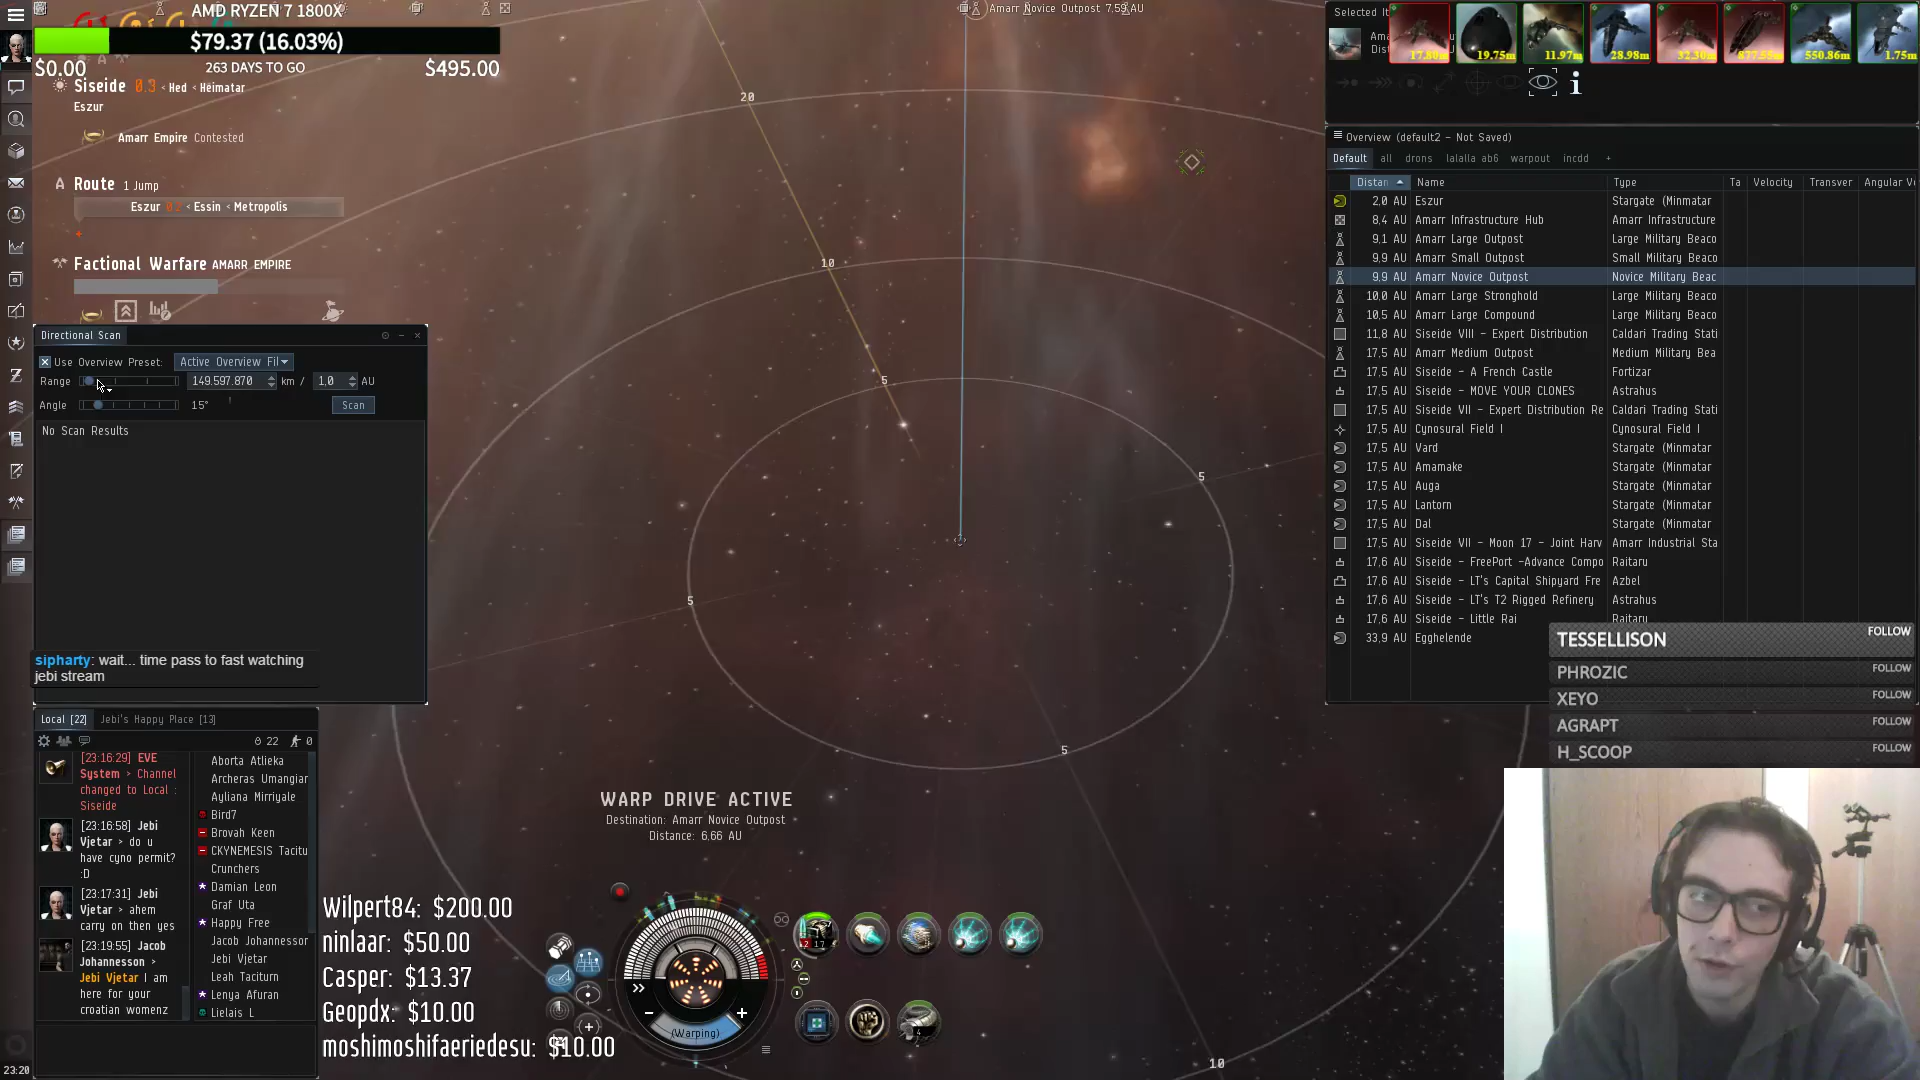 AMD RYZEN 7 1800X
$79.37 (16.03%)
$0.00
263 DAYS TO GO
$495.00
Siseide 0.3 < Hed < Heimatar
Eszur
Amarr Empire Contested
Route 1 Jump
Eszur < Essin < Metropolis
Factional Warfare AMARR EMPIRE
Directional Scan
Use Overview Preset: Active Overview Fil
Range 149.597.870 km / 1,0 AU
Angle 15° Scan
No Scan Results
sipharty: wait... time pass to fast watching
jebi stream
Local [22] Jebi's Happy Place [13]
22 0
[23:16:29] EVE
System > Channel
changed to Local :
Siseide
[23:16:58] Jebi
Vjetar > do u
have cyno permit?
:D
[23:17:31] Jebi
Vjetar > ahem
carry on then yes
[23:19:55] Jacob
Johannesson >
Jebi Vjetar I am
here for your
croatian womenz
Aborta Atlieka
Archeras Umangiar
Ayliana Mirriyale
Bird7
Brovah Keen
CKYNEMESIS Tacitu
Crunchers
Damian Leon
Graf Uta
Happy Free
Jacob Johannessor
Jebi Vjetar
Leah Taciturn
Lenya Afuran
Lielais L
23:20
Amarr Novice Outpost 7,59 AU
20
10
5
5
5
5
10
WARP DRIVE ACTIVE
Destination: Amarr Novice Outpost
Distance: 6,66 AU
Wilpert84: $200.00
ninlaar: $50.00
Casper: $13.37
Geopdx: $10.00
moshimoshifaeriedesu: $10.00
(Warping)
2 17
4
Selected It
17.80m 19.75m 11.97m 28.98m 32.30m 877.55m 550.86m 1.75m
Overview (default2 - Not Saved)
Default all drons lalalla ab6 warpout incdd +
Distan Name Type Ta Velocity Transver Angular V
2,0 AU Eszur Stargate (Minmatar
8,4 AU Amarr Infrastructure Hub Amarr Infrastructure
9,1 AU Amarr Large Outpost Large Military Beaco
9,9 AU Amarr Small Outpost Small Military Beaco
9,9 AU Amarr Novice Outpost Novice Military Beac
10,0 AU Amarr Large Stronghold Large Military Beaco
10,5 AU Amarr Large Compound Large Military Beaco
11,8 AU Siseide VIII - Expert Distribution Caldari Trading Stati
17,5 AU Amarr Medium Outpost Medium Military Bea
17,5 AU Siseide - A French Castle Fortizar
17,5 AU Siseide - MOVE YOUR CLONES Astrahus
17,5 AU Siseide VII - Expert Distribution Re Caldari Trading Stati
17,5 AU Cynosural Field I Cynosural Field I
17,5 AU Vard Stargate (Minmatar
17,5 AU Amamake Stargate (Minmatar
17,5 AU Auga Stargate (Minmatar
17,5 AU Lantorn Stargate (Minmatar
17,5 AU Dal Stargate (Minmatar
17,5 AU Siseide VII - Moon 17 - Joint Harv Amarr Industrial Sta
17,6 AU Siseide - FreePort -Advance Compo Raitaru
17,6 AU Siseide - LT's Capital Shipyard Fre Azbel
17,6 AU Siseide - LT's T2 Rigged Refinery Astrahus
17,6 AU Siseide - Little Rai Raitaru
33,9 AU Egghelende
TESSELLISON FOLLOW
PHROZIC FOLLOW
XEYO FOLLOW
AGRAPT FOLLOW
H_SCOOP FOLLOW